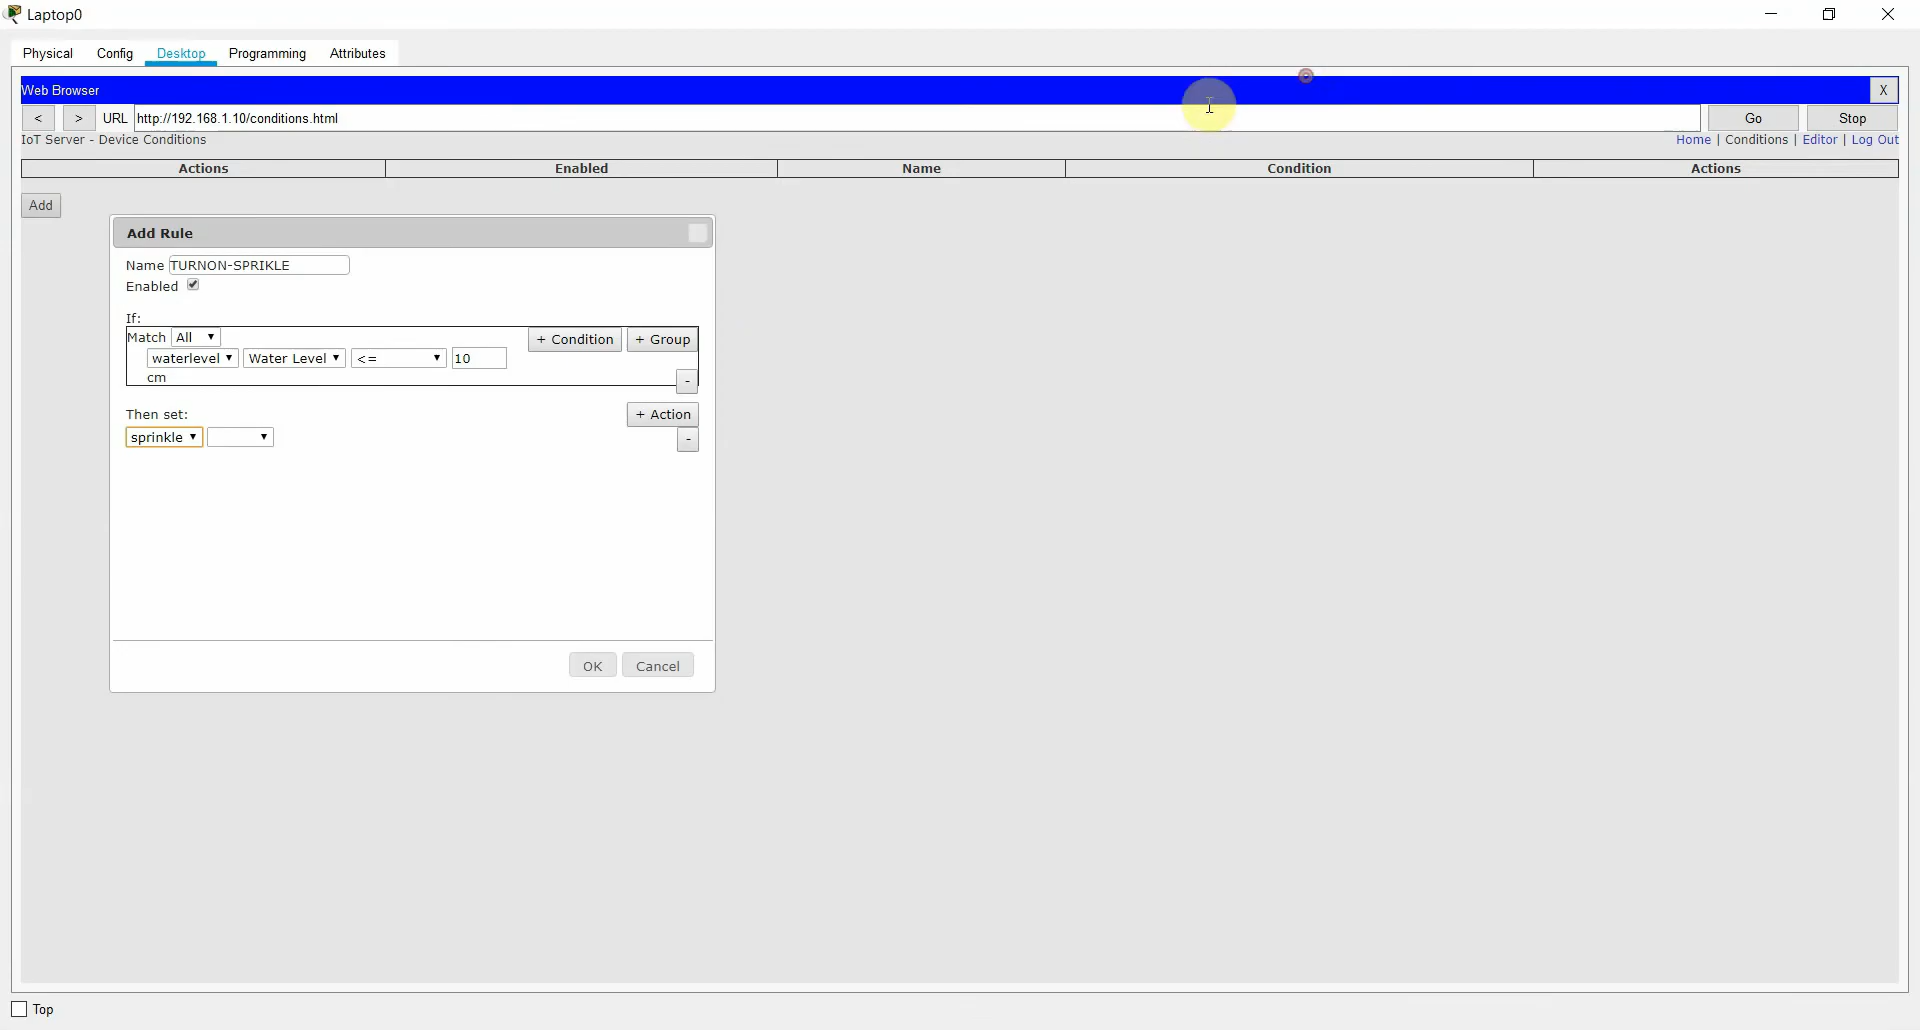 Laptop0
Physical Config Desktop Programming Attributes
Web Browser X
< > URL http://192.168.1.10/conditions.html Go Stop
IoT Server - Device Conditions Home | Conditions | Editor | Log Out
Actions Enabled Name Condition Actions
Add
Add Rule
Name TURNON-SPRIKLE
Enabled
If:
Match All + Condition + Group
waterlevel Water Level <= 10
cm -
Then set: + Action
sprinkle -
OK Cancel
Top